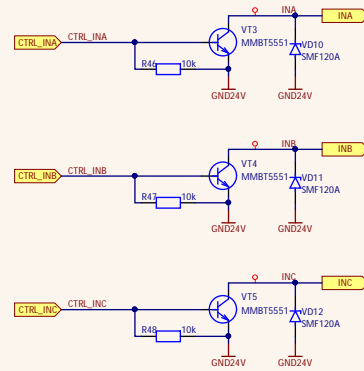 INA INA
CTRL_INA CTRL_INA VT3
MMBT5551 VD10
SMF120A
R46 10k
GND24V GND24V
INB INB
CTRL_INB CTRL_INB VT4
MMBT5551 VD11
SMF120A
R47 10k
GND24V GND24V
INC INC
CTRL_INC CTRL_INC VT5
MMBT5551 VD12
SMF120A
R48 10k
GND24V GND24V